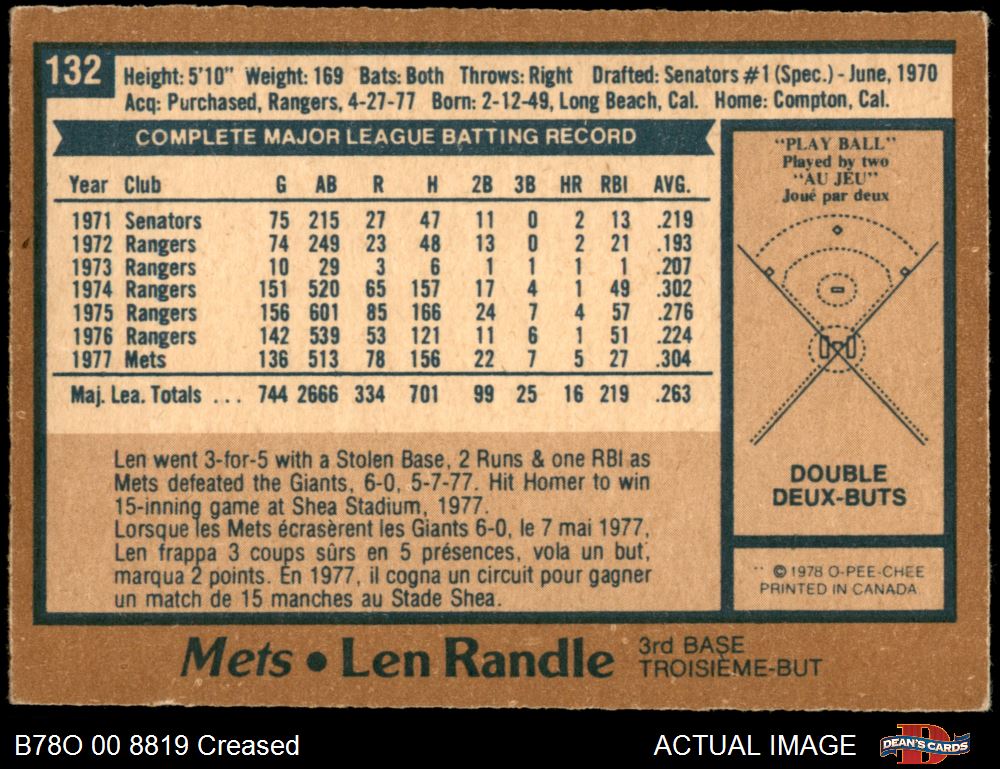 132
Height: 5'10" Weight: 169 Bats: Both Throws: Right Drafted: Senators #1 (Spec.) - June, 1970
Acq: Purchased, Rangers, 4-27-77 Born: 2-12-49, Long Beach, Cal. Home: Compton, Cal.
COMPLETE MAJOR LEAGUE BATTING RECORD
Year Club G AB R H 2B 3B HR RBI AVG.
1971 Senators 75 215 27 47 11 0 2 13 .219
1972 Rangers 74 249 23 48 13 0 2 21 .193
1973 Rangers 10 29 3 6 1 1 1 1 .207
1974 Rangers 151 520 65 157 17 4 1 49 .302
1975 Rangers 156 601 85 166 24 7 4 57 .276
1976 Rangers 142 539 53 121 11 6 1 51 .224
1977 Mets 136 513 78 156 22 7 5 27 .304
Maj. Lea. Totals ... 744 2666 334 701 99 25 16 219 .263
Len went 3-for-5 with a Stolen Base, 2 Runs & one RBI as
Mets defeated the Giants, 6-0, 5-7-77. Hit Homer to win
15-inning game at Shea Stadium, 1977.
Lorsque les Mets écrasèrent les Giants 6-0, le 7 mai 1977,
Len frappa 3 coups sûrs en 5 présences, vola un but,
marqua 2 points. En 1977, il cogna un circuit pour gagner
un match de 15 manches au Stade Shea.
"PLAY BALL"
Played by two
"AU JEU"
Joué par deux
DOUBLE
DEUX-BUTS
© 1978 O-PEE-CHEE
PRINTED IN CANADA
Mets • Len Randle
3rd BASE
TROISIÈME-BUT
B78O 00 8819 Creased
ACTUAL IMAGE
DEAN'S CARDS